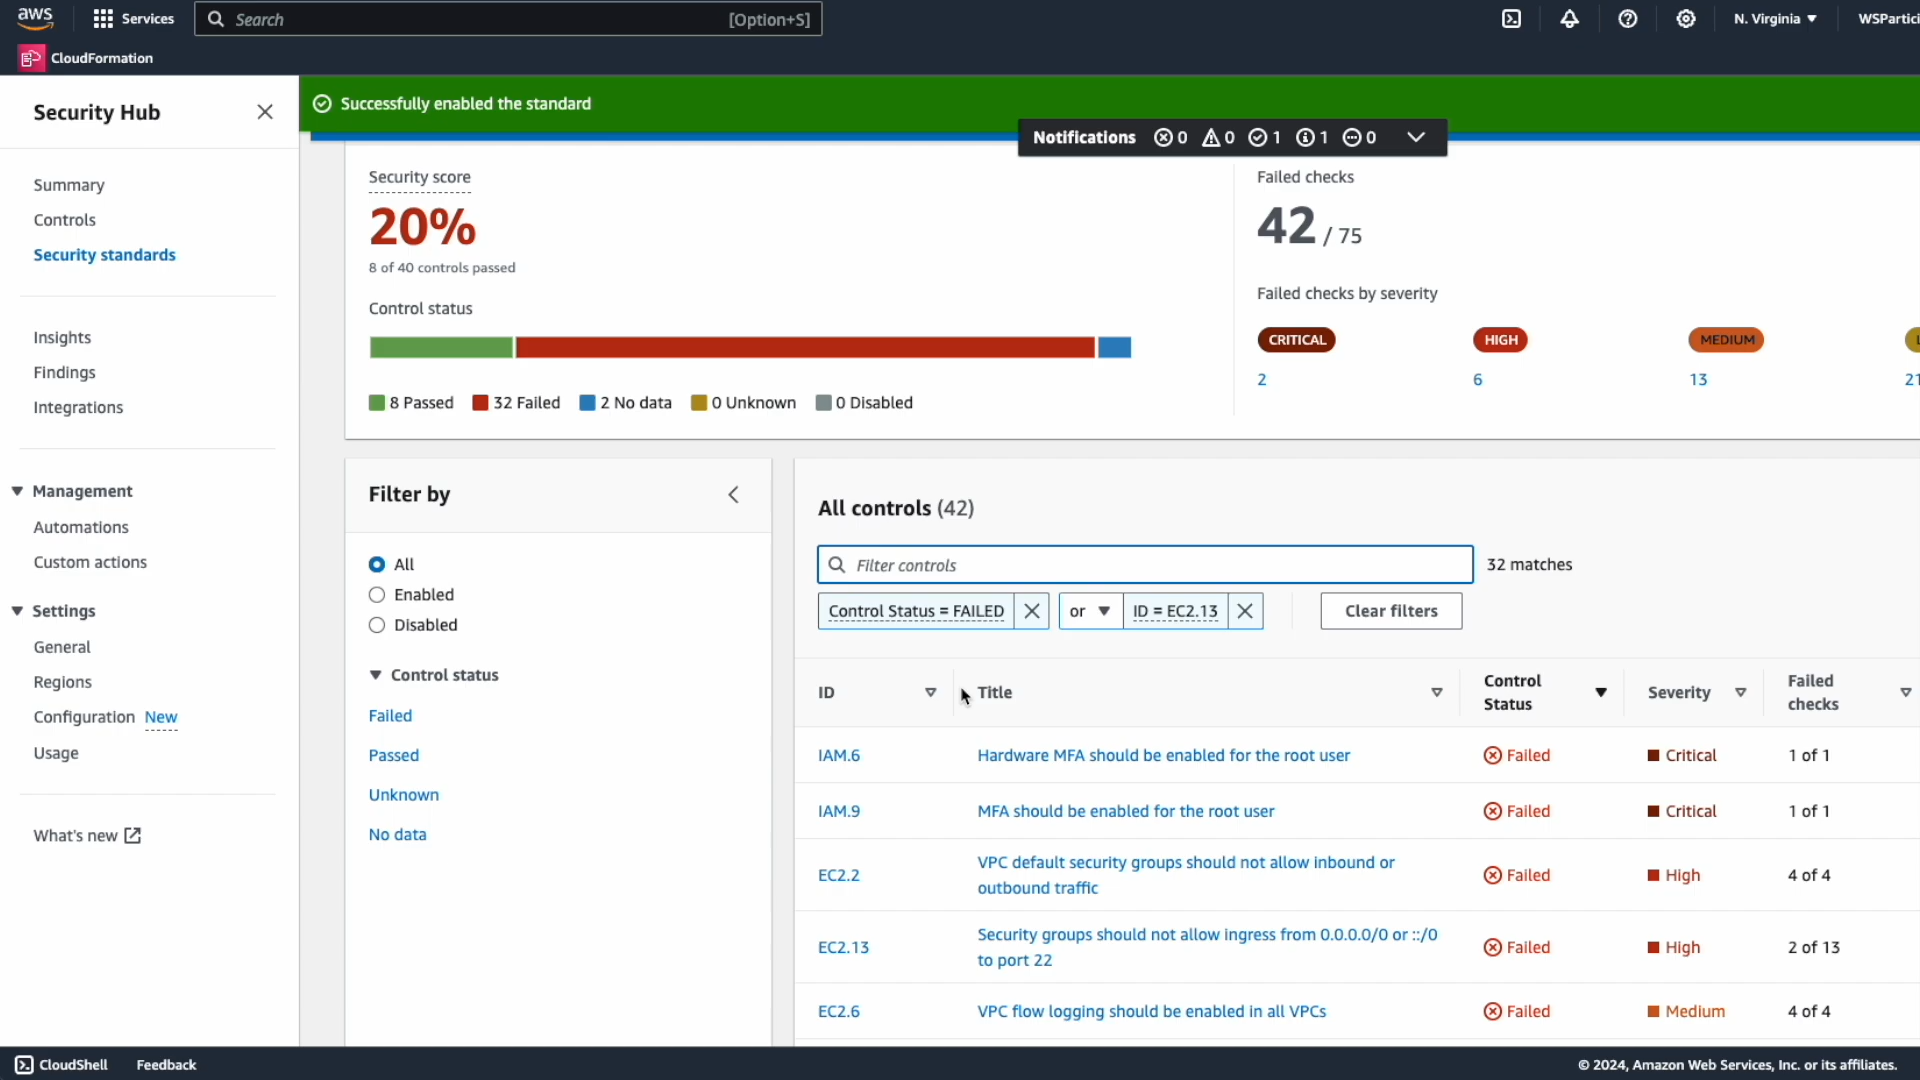 aws
Services
Search
[Option+S]
N. Virginia
WSPartici
CloudFormation
Security Hub
Summary
Controls
Security standards
Insights
Findings
Integrations
Management
Automations
Custom actions
Settings
General
Regions
Configuration New
Usage
What's new
Successfully enabled the standard
Notifications 0 0 1 1 0
Security score
20%
8 of 40 controls passed
Control status
8 Passed 32 Failed 2 No data 0 Unknown 0 Disabled
Failed checks
42 / 75
Failed checks by severity
CRITICAL HIGH MEDIUM L
2 6 13 21
Filter by
All
Enabled
Disabled
Control status
Failed
Passed
Unknown
No data
All controls (42)
Filter controls
32 matches
Control Status = FAILED or ID = EC2.13 Clear filters
ID Title Control Status Severity Failed checks
IAM.6 Hardware MFA should be enabled for the root user Failed Critical 1 of 1
IAM.9 MFA should be enabled for the root user Failed Critical 1 of 1
EC2.2 VPC default security groups should not allow inbound or
outbound traffic Failed High 4 of 4
EC2.13 Security groups should not allow ingress from 0.0.0.0/0 or ::/0
to port 22 Failed High 2 of 13
EC2.6 VPC flow logging should be enabled in all VPCs Failed Medium 4 of 4
CloudShell Feedback
© 2024, Amazon Web Services, Inc. or its affiliates.